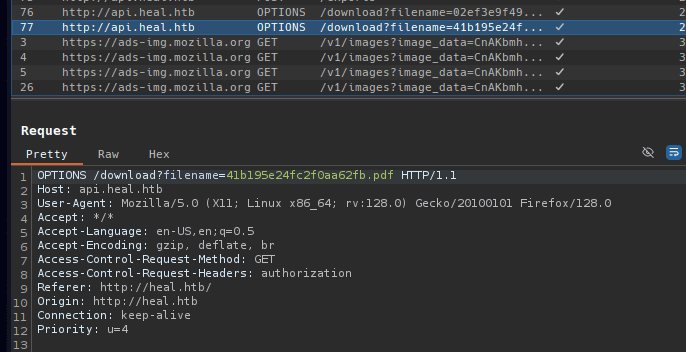 76 http://api.heal.htb OPTIONS /download?filename=02ef3e9f49... ✓ 2
77 http://api.heal.htb OPTIONS /download?filename=41b195e24f... ✓ 2
3 https://ads-img.mozilla.org GET /v1/images?image_data=CnAKbmh... ✓ 3
4 https://ads-img.mozilla.org GET /v1/images?image_data=CnAKbmh... ✓ 3
5 https://ads-img.mozilla.org GET /v1/images?image_data=CnAKbmh... ✓ 3
26 https://ads-img.mozilla.org GET /v1/images?image_data=CnAKbmh... ✓ 3
Request
Pretty Raw Hex
1 OPTIONS /download?filename=41b195e24fc2f0aa62fb.pdf HTTP/1.1
2 Host: api.heal.htb
3 User-Agent: Mozilla/5.0 (X11; Linux x86_64; rv:128.0) Gecko/20100101 Firefox/128.0
4 Accept: */*
5 Accept-Language: en-US,en;q=0.5
6 Accept-Encoding: gzip, deflate, br
7 Access-Control-Request-Method: GET
8 Access-Control-Request-Headers: authorization
9 Referer: http://heal.htb/
10 Origin: http://heal.htb
11 Connection: keep-alive
12 Priority: u=4
13